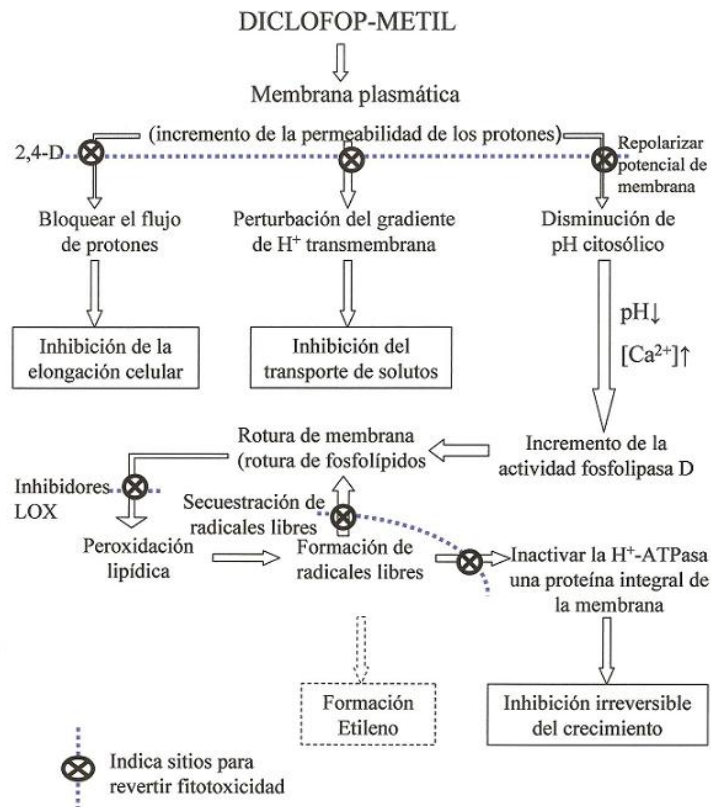 DICLOFOP-METIL
Membrana plasmática
(incremento de la permeabilidad de los protones)
2,4-D
Repolarizar
potencial de
membrana
Bloquear el flujo
de protones
Perturbación del gradiente
de H⁺ transmembrana
Disminución de
pH citosólico
pH↓
[Ca²⁺]↑
Inhibición de la
elongación celular
Inhibición del
transporte de solutos
Rotura de membrana
(rotura de fosfolípidos
Incremento de la
actividad fosfolipasa D
Inhibidores
LOX
Secuestración de
radicales libres
Peroxidación
lipídica
Formación de
radicales libres
Inactivar la H⁺-ATPasa
una proteína integral de
la membrana
Formación
Etileno
Inhibición irreversible
del crecimiento
Indica sitios para
revertir fitotoxicidad